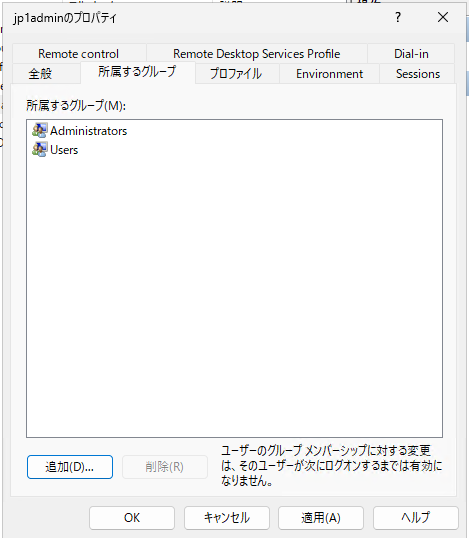 jp1adminのプロパティ
?
Remote control
Remote Desktop Services Profile
Dial-in
全般
所属するグループ
プロファイル
Environment
Sessions
所属するグループ(M):
Administrators
Users
追加(D)...
削除(R)
ユーザーのグループ メンバーシップに対する変更
は、そのユーザーが次にログオンするまでは有効に
なりません。
OK
キャンセル
適用(A)
ヘルプ